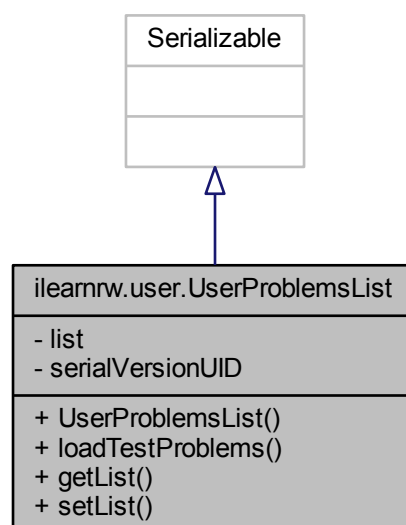 Serializable
ilearnrw.user.UserProblemsList
- list
- serialVersionUID
+ UserProblemsList()
+ loadTestProblems()
+ getList()
+ setList()